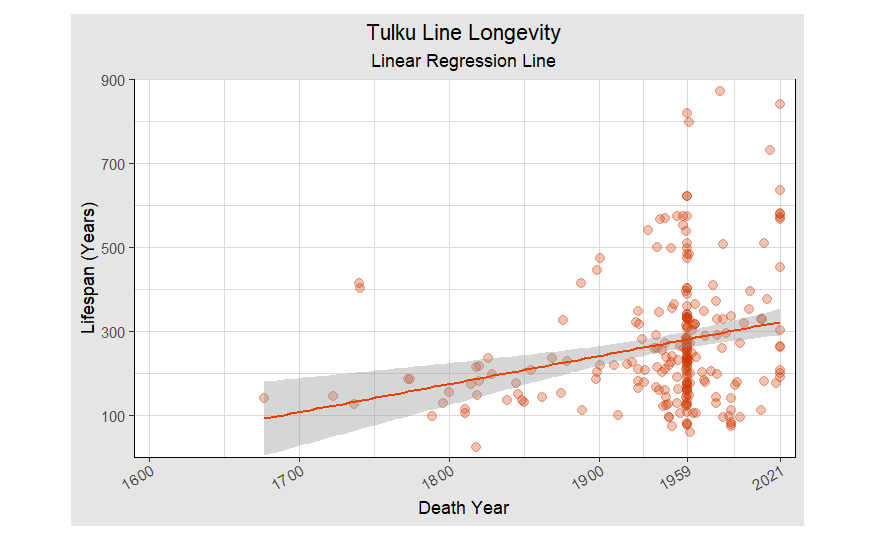 Tulku Line Longevity
Linear Regression Line
900
700
500
300
100
Lifespan (Years)
1600
1700
1800
1900
1959
2021
Death Year